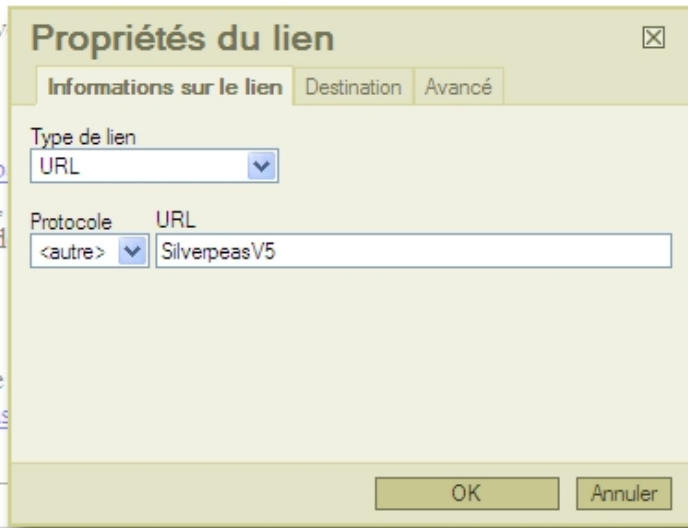 Propriétés du lien
Informations sur le lien Destination Avancé
Type de lien
URL
Protocole URL
<autre> SilverpeasV5
OK Annuler